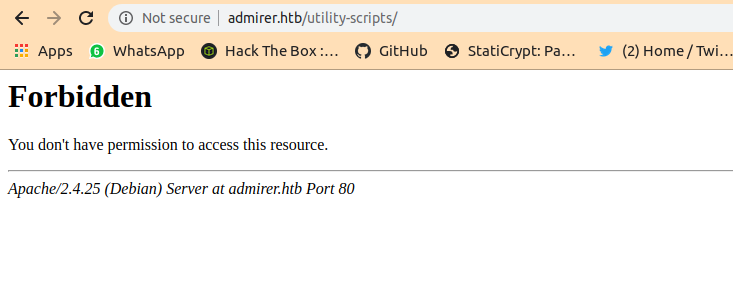 Not secure | admirer.htb/utility-scripts/
Apps WhatsApp Hack The Box :… GitHub StatiCrypt: Pa… (2) Home / Twi…
Forbidden
You don't have permission to access this resource.
Apache/2.4.25 (Debian) Server at admirer.htb Port 80